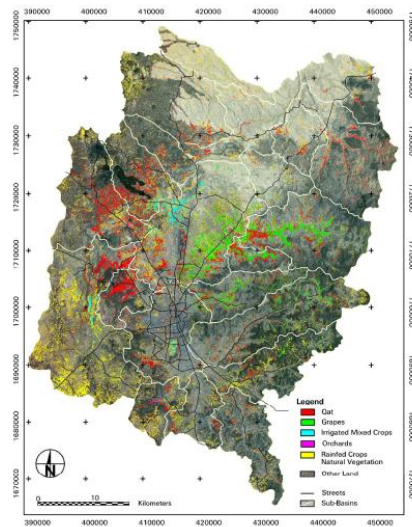 390000 400000 410000 420000 430000 440000 450000
1750000
1740000
1730000
1720000
1710000
1700000
1690000
1680000
1670000
Legend
Qat
Grapes
Irrigated Mixed Crops
Orchards
Rainfed Crops
Natural Vegetation
Other Land
Streets
Sub-Basins
N
0 10 Kilometers
390000 400000 410000 420000 430000 440000 450000